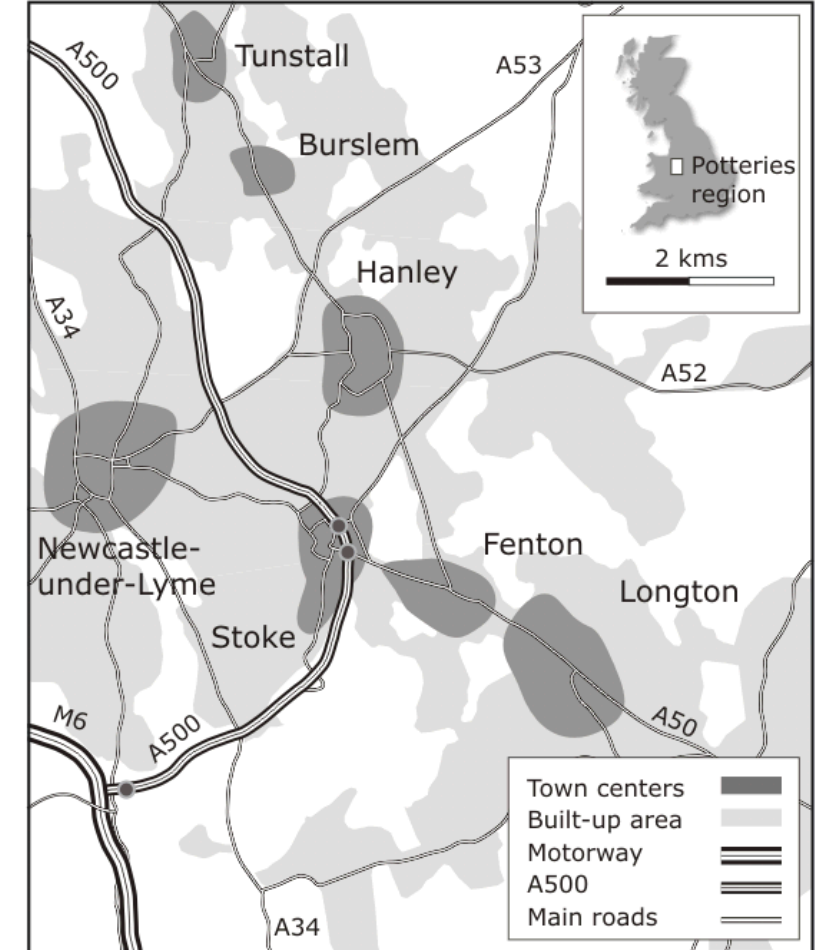 A500
Tunstall
A53
Burslem
Potteries
region
2 kms
Hanley
A34
A52
Newcastle-
under-Lyme
Fenton
Longton
Stoke
M6
A500
A50
Town centers
Built-up area
Motorway
A500
Main roads
A34